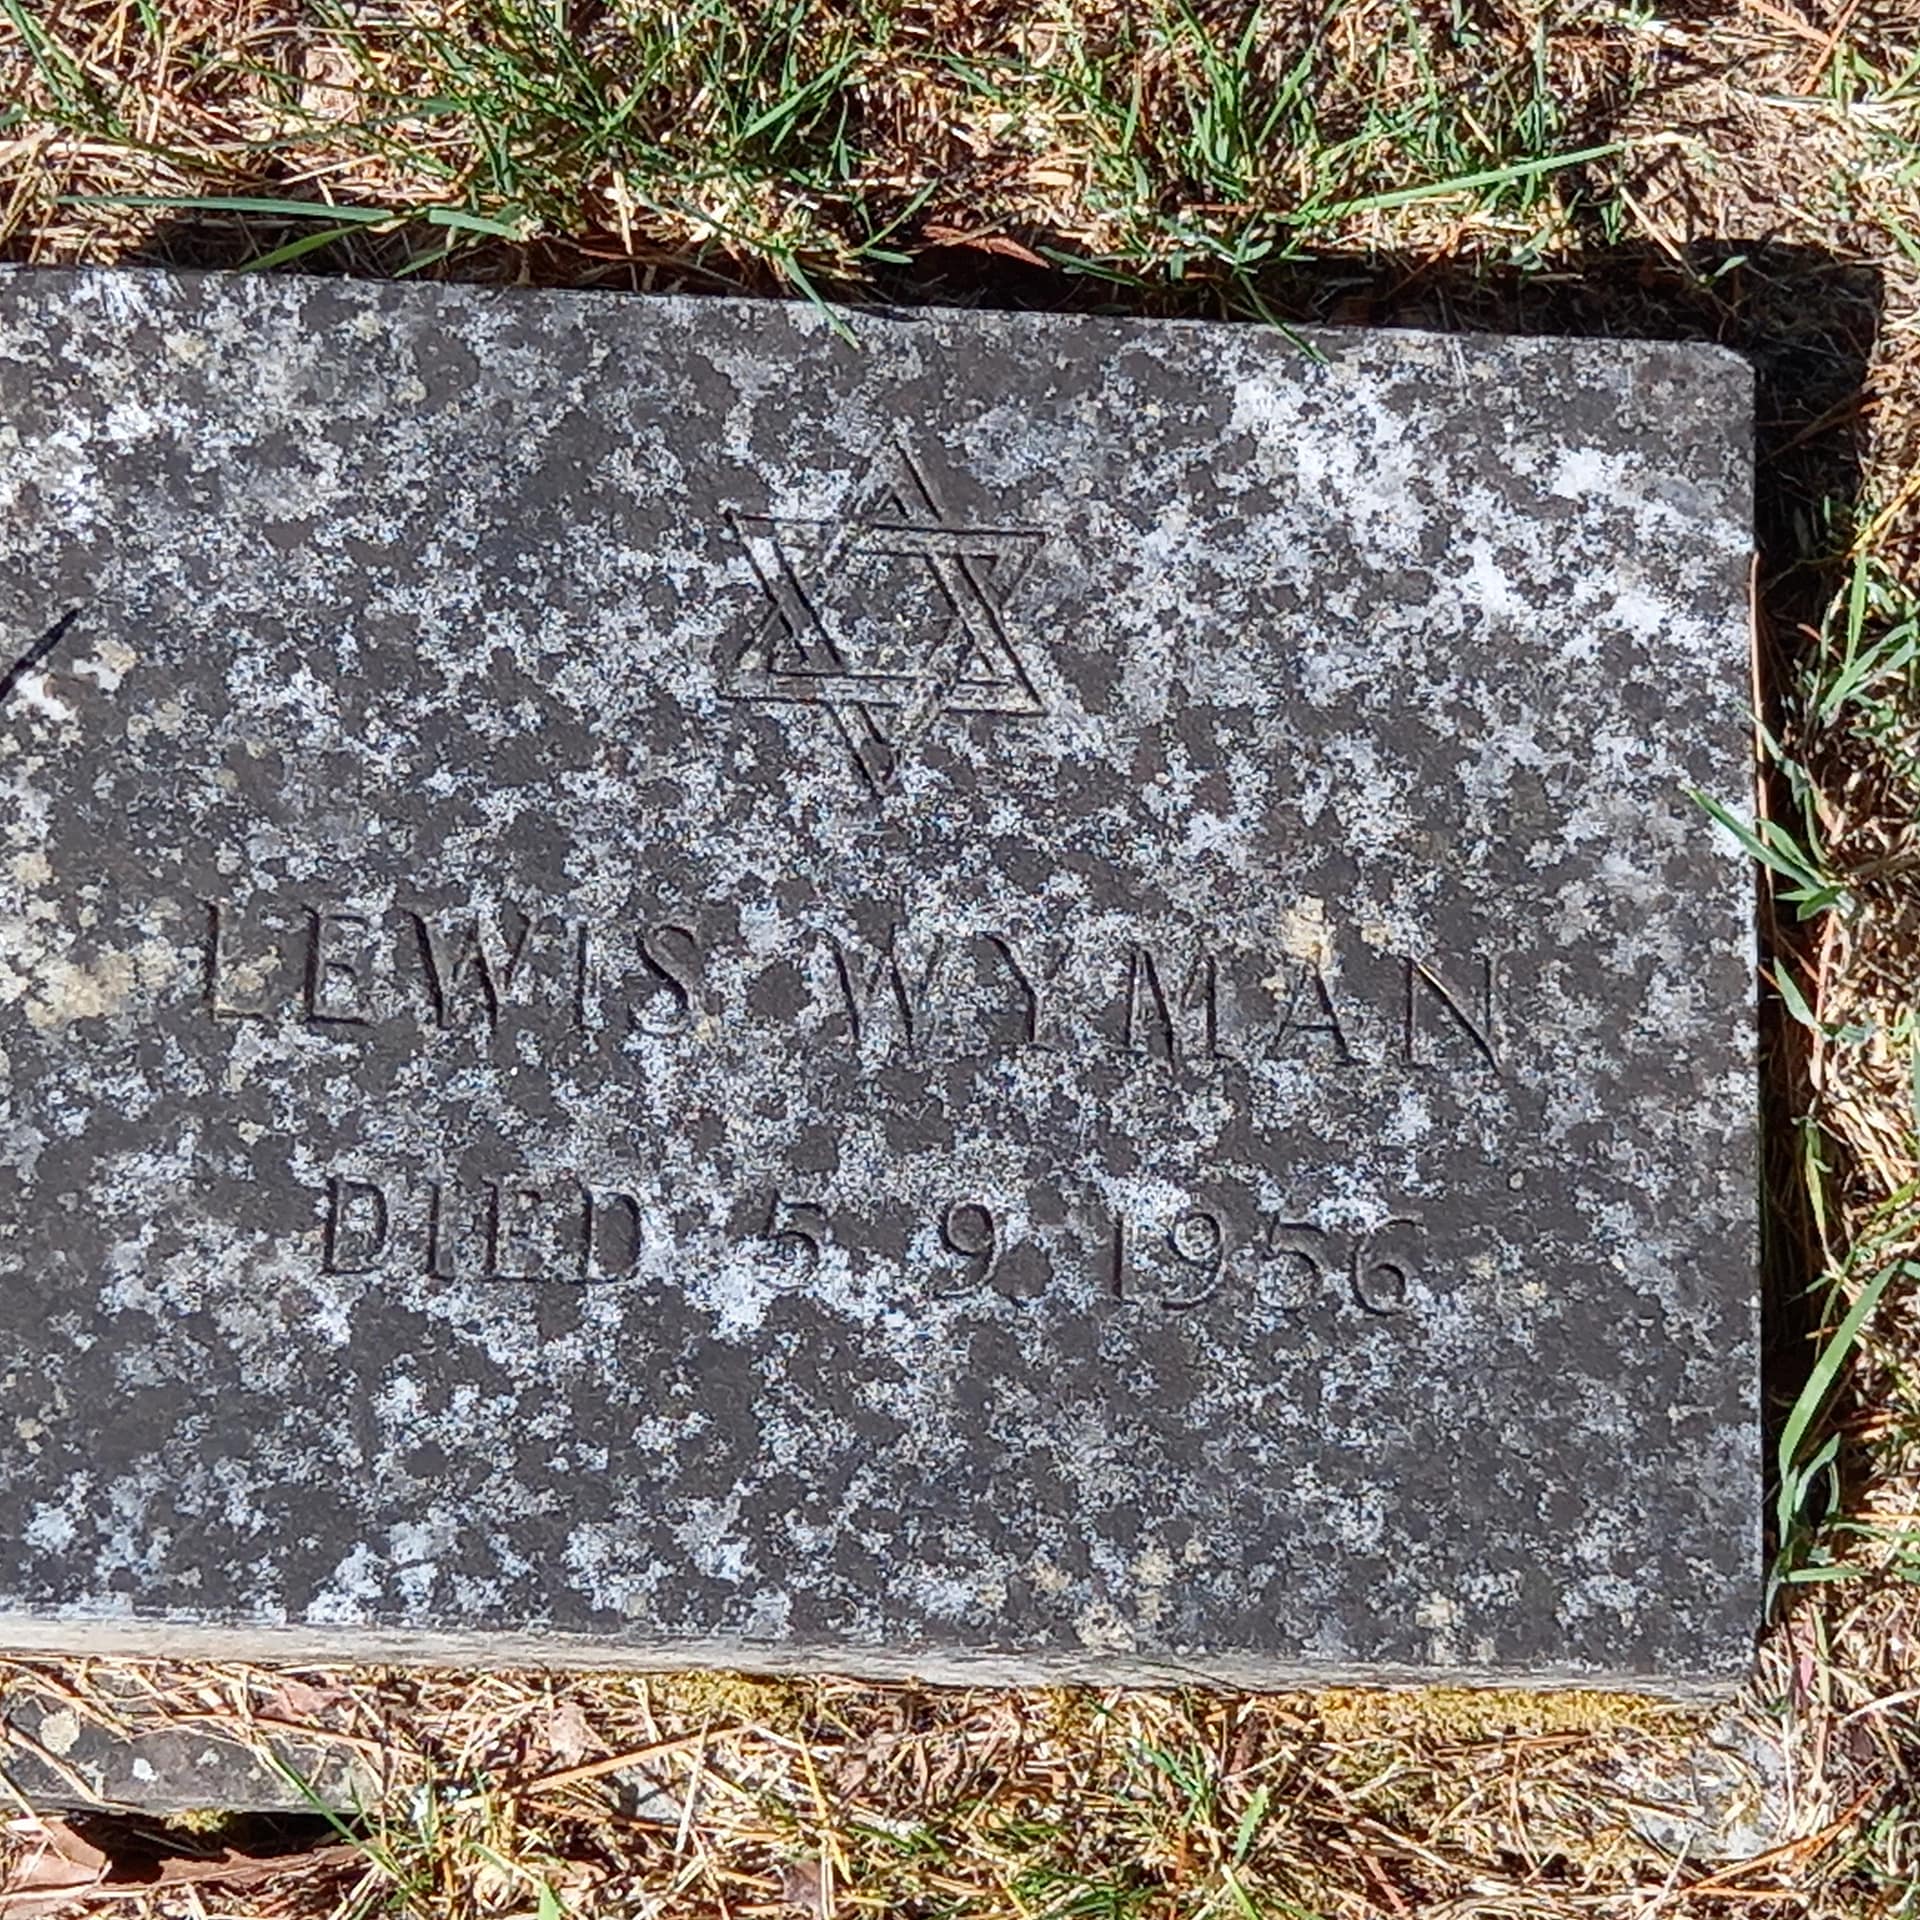 LEWIS WYMAN
DIED 5 9 1956